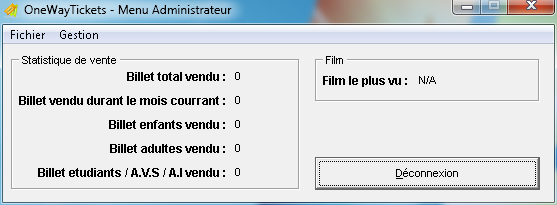 OneWayTickets - Menu Administrateur
Fichier Gestion
Statistique de vente
Billet total vendu : 0
Billet vendu durant le mois courrant : 0
Billet enfants vendu : 0
Billet adultes vendu : 0
Billet etudiants / A.V.S / A.I vendu : 0
Film
Film le plus vu : N/A
Déconnexion